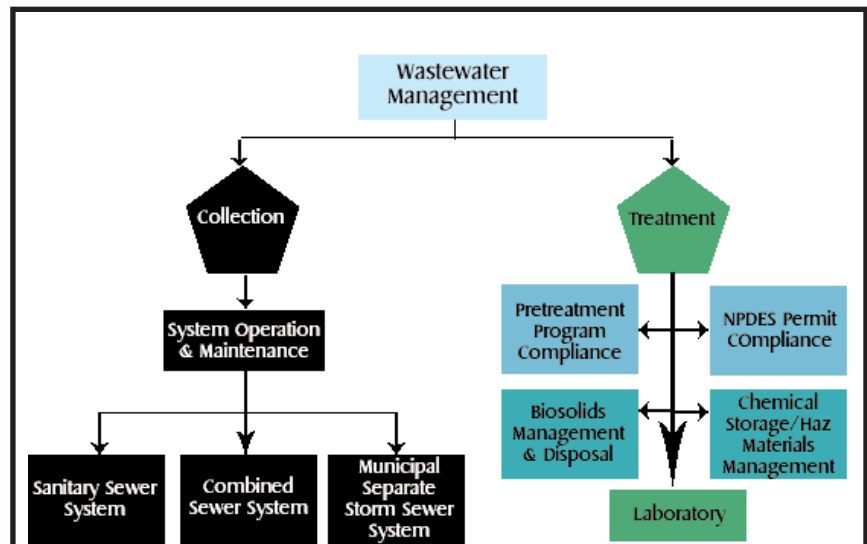 Wastewater
Management
Collection
Treatment
System Operation
& Maintenance
Pretreatment
Program
Compliance
NPDES Permit
COmpliance
Biosolids
Management
& Disposal
Chemical
Storage/Haz
Materials
Management
Sanitary Sewer
System
Combined
Sewer System
Municipal
Separate
Storm Sewer
System
Laboratory